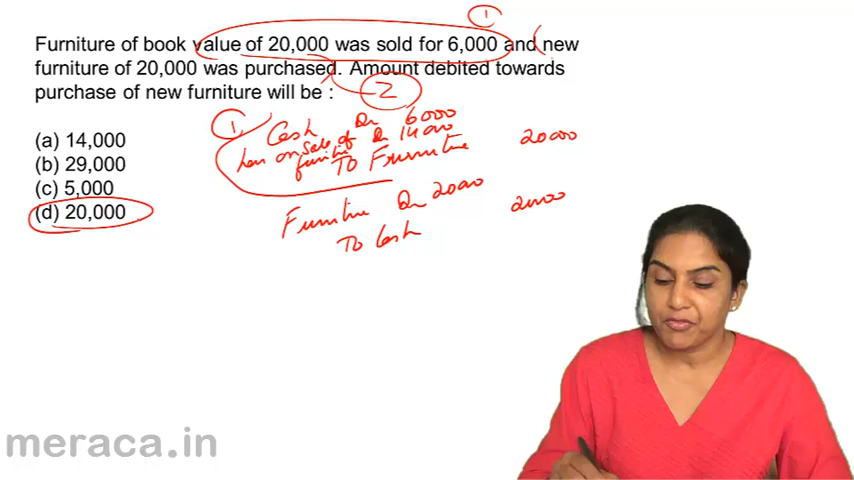 1
Furniture of book value of 20,000 was sold for 6,000 and new
furniture of 20,000 was purchased. Amount debited towards
purchase of new furniture will be :
2
(a) 14,000
(b) 29,000
(c) 5,000
(d) 20,000
1 Cash Dr 6000
Loss on Sale of furniture Dr 14000
To Furniture 20000
Furniture Dr 20000
To Cash 20000
meraca.in